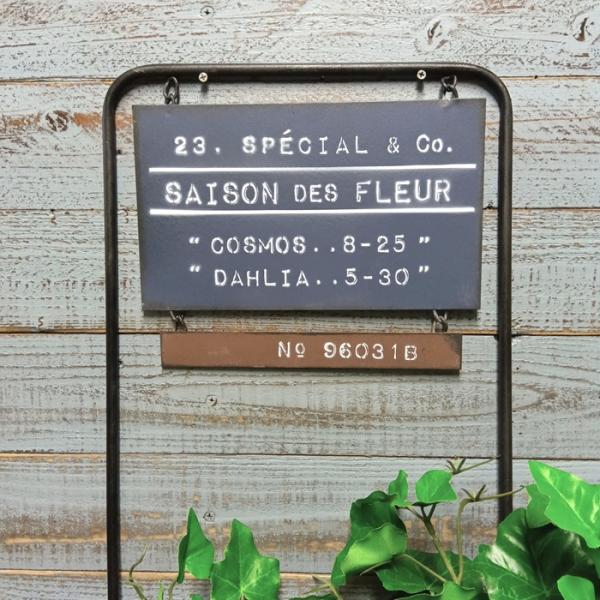 23. SPÉCIAL & Co.
SAISON DES FLEUR
“ COSMOS..8-25 ”
“ DAHLIA..5-30 ”
Nº 96031B